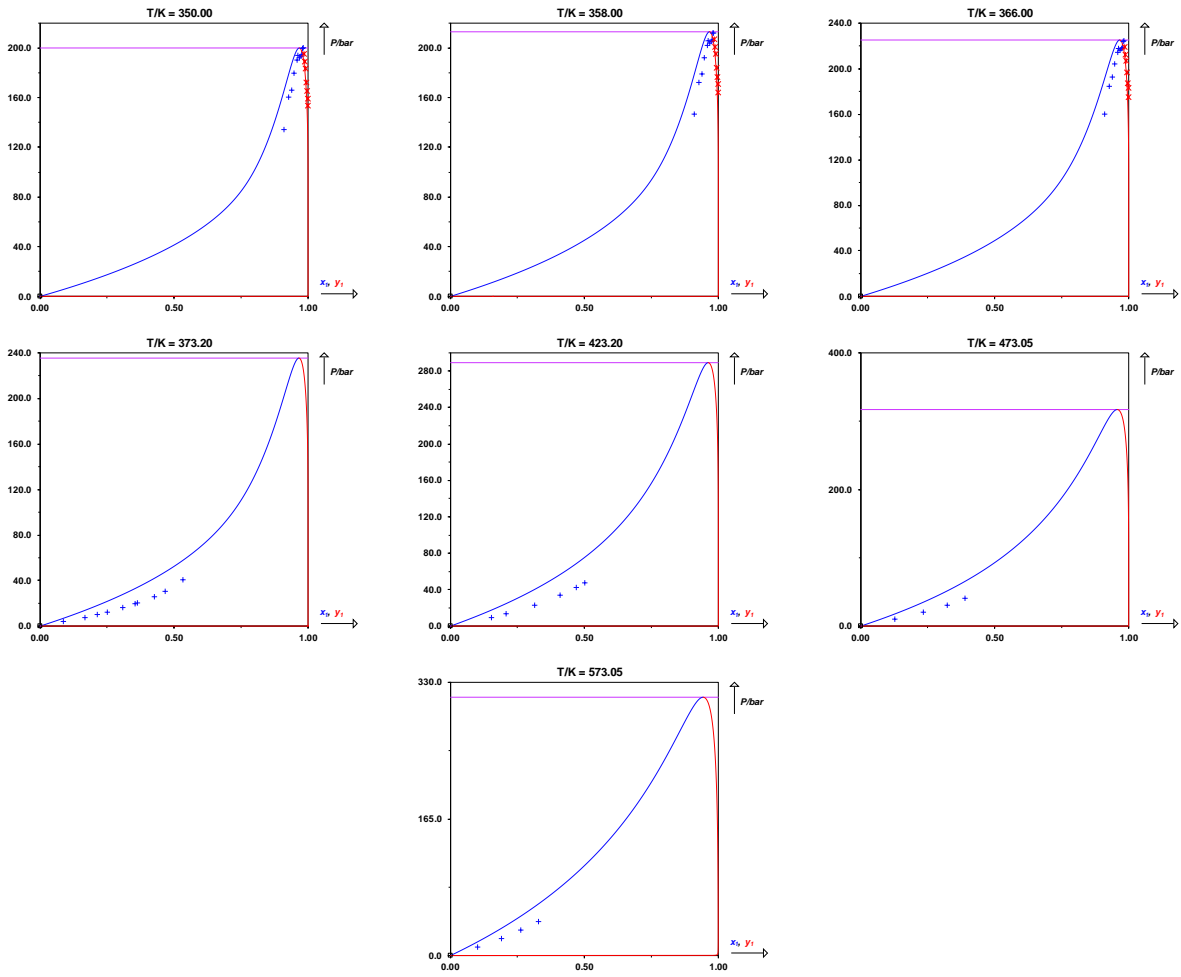 T/K = 350.00
P/bar
200.0
160.0
120.0
80.0
40.0
0.0
0.00
0.50
1.00
x₁, y₁
T/K = 358.00
P/bar
200.0
160.0
120.0
80.0
40.0
0.0
0.00
0.50
1.00
x₁, y₁
T/K = 366.00
240.0
P/bar
200.0
160.0
120.0
80.0
40.0
0.0
0.00
0.50
1.00
x₁, y₁
T/K = 373.20
240.0
P/bar
200.0
160.0
120.0
80.0
40.0
0.0
0.00
0.50
1.00
x₁, y₁
T/K = 423.20
P/bar
280.0
240.0
200.0
160.0
120.0
80.0
40.0
0.0
0.00
0.50
1.00
x₁, y₁
T/K = 473.05
400.0
P/bar
200.0
0.0
0.00
0.50
1.00
x₁, y₁
T/K = 573.05
330.0
P/bar
165.0
0.0
0.00
0.50
1.00
x₁, y₁